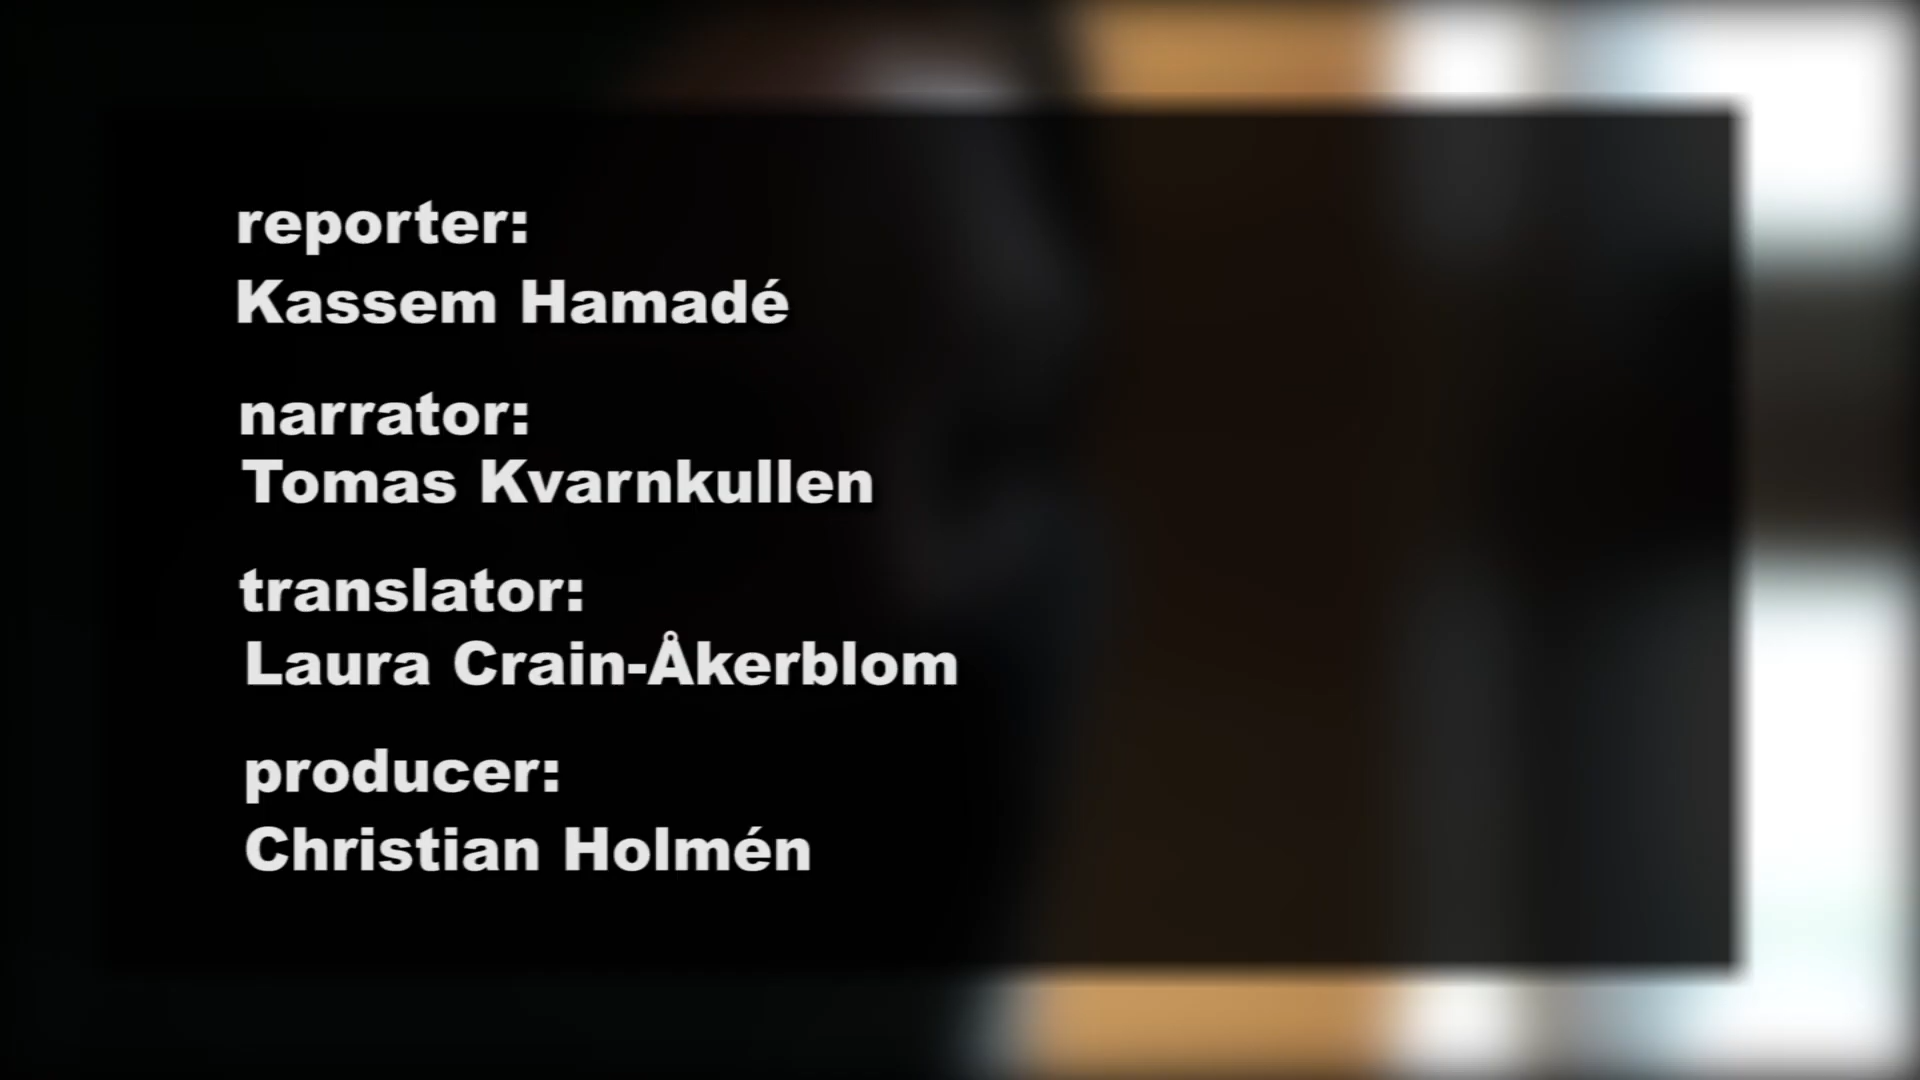 reporter:
Kassem Hamadé
narrator:
Tomas Kvarnkullen
translator:
Laura Crain-Åkerblom
producer:
Christian Holmén